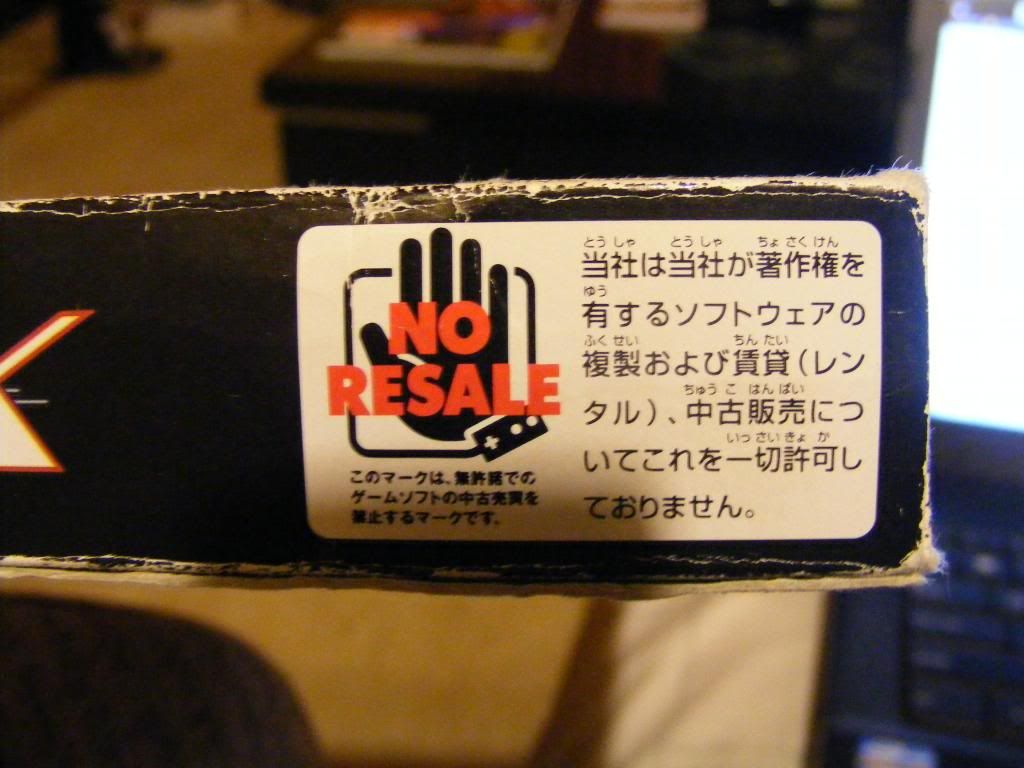 NO
RESALE
このマークは、無許諾での
ゲームソフトの中古売買を
禁止するマークです。
とうしゃ とうしゃ ちょさくけん
当社は当社が著作権を
ゆう
有するソフトウェアの
ふくせい ちんたい
複製および賃貸（レン
ちゅうこ はんばい
タル）、中古販売につ
いっさいきょ か
いてこれを一切許可し
ておりません。